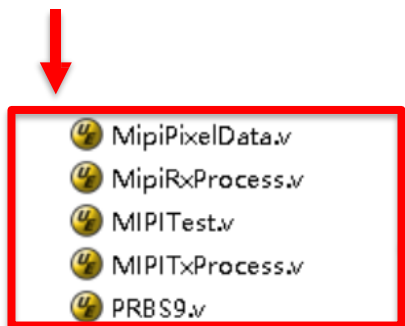 MipiPixelData.v
MipiRxProcess.v
MIPITest.v
MIPITxProcess.v
PRBS9.v